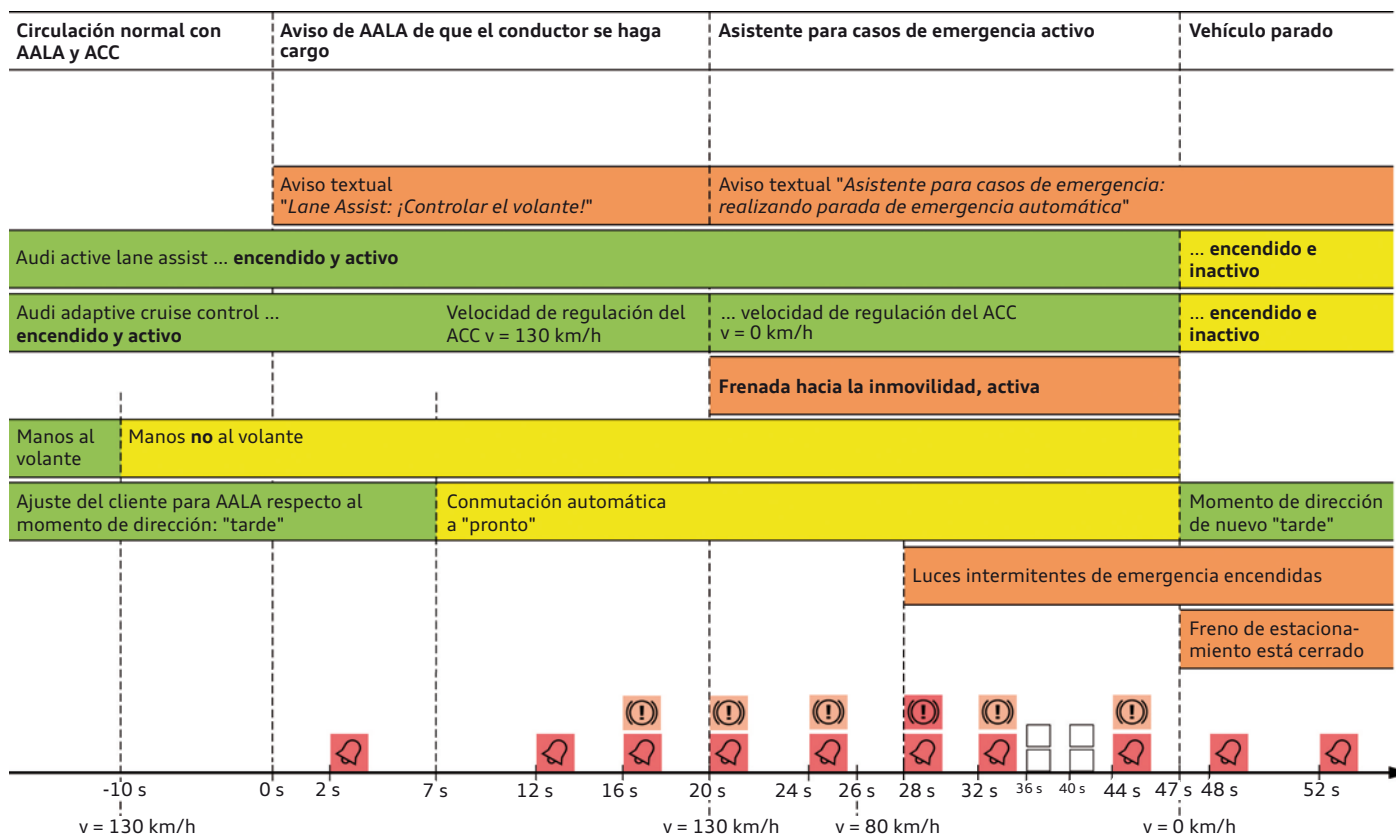 Circulación normal con
AALA y ACC
Aviso de AALA de que el conductor se haga
cargo
Asistente para casos de emergencia activo
Vehículo parado
Aviso textual
"Lane Assist: ¡Controlar el volante!"
Aviso textual "Asistente para casos de emergencia:
realizando parada de emergencia automática"
Audi active lane assist ... encendido y activo
... encendido e
inactivo
Audi adaptive cruise control ...
encendido y activo
Velocidad de regulación del
ACC v = 130 km/h
... velocidad de regulación del ACC
v = 0 km/h
... encendido e
inactivo
Frenada hacia la inmovilidad, activa
Manos al
volante
Manos no al volante
Ajuste del cliente para AALA respecto al
momento de dirección: "tarde"
Conmutación automática
a "pronto"
Momento de dirección
de nuevo "tarde"
Luces intermitentes de emergencia encendidas
Freno de estaciona-
miento está cerrado
-10 s 0 s 2 s 7 s 12 s 16 s 20 s 24 s 26 s 28 s 32 s 36 s 40 s 44 s 47 s 48 s 52 s
v = 130 km/h v = 130 km/h v = 80 km/h v = 0 km/h